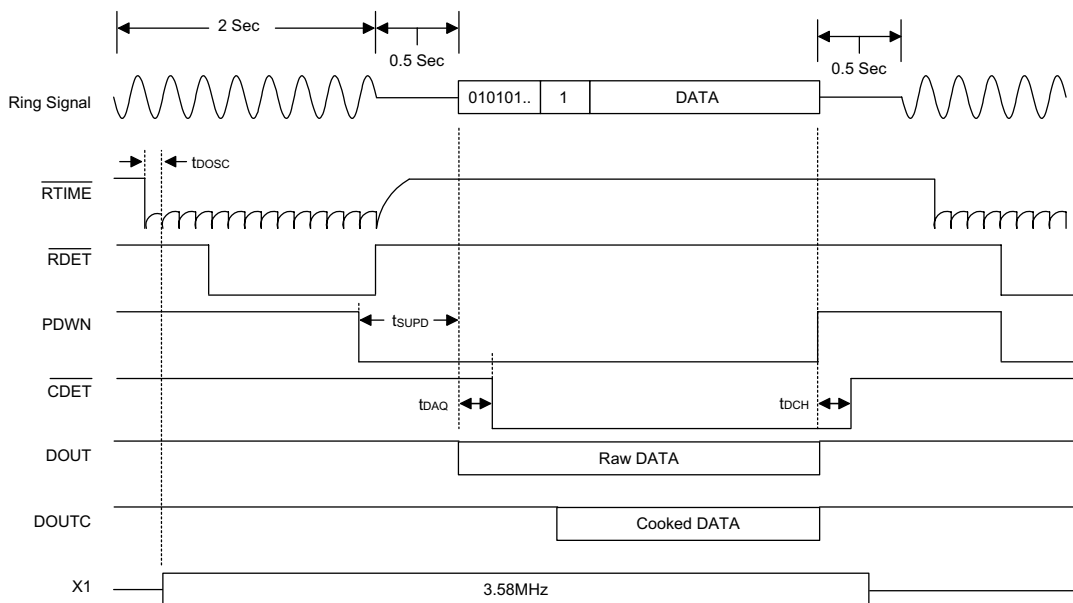 2 Sec
0.5 Sec
0.5 Sec
Ring Signal
010101..
1
DATA
tDOSC
RTIME
RDET
PDWN
tSUPD
CDET
tDAQ
tDCH
DOUT
Raw DATA
DOUTC
Cooked DATA
X1
3.58MHz